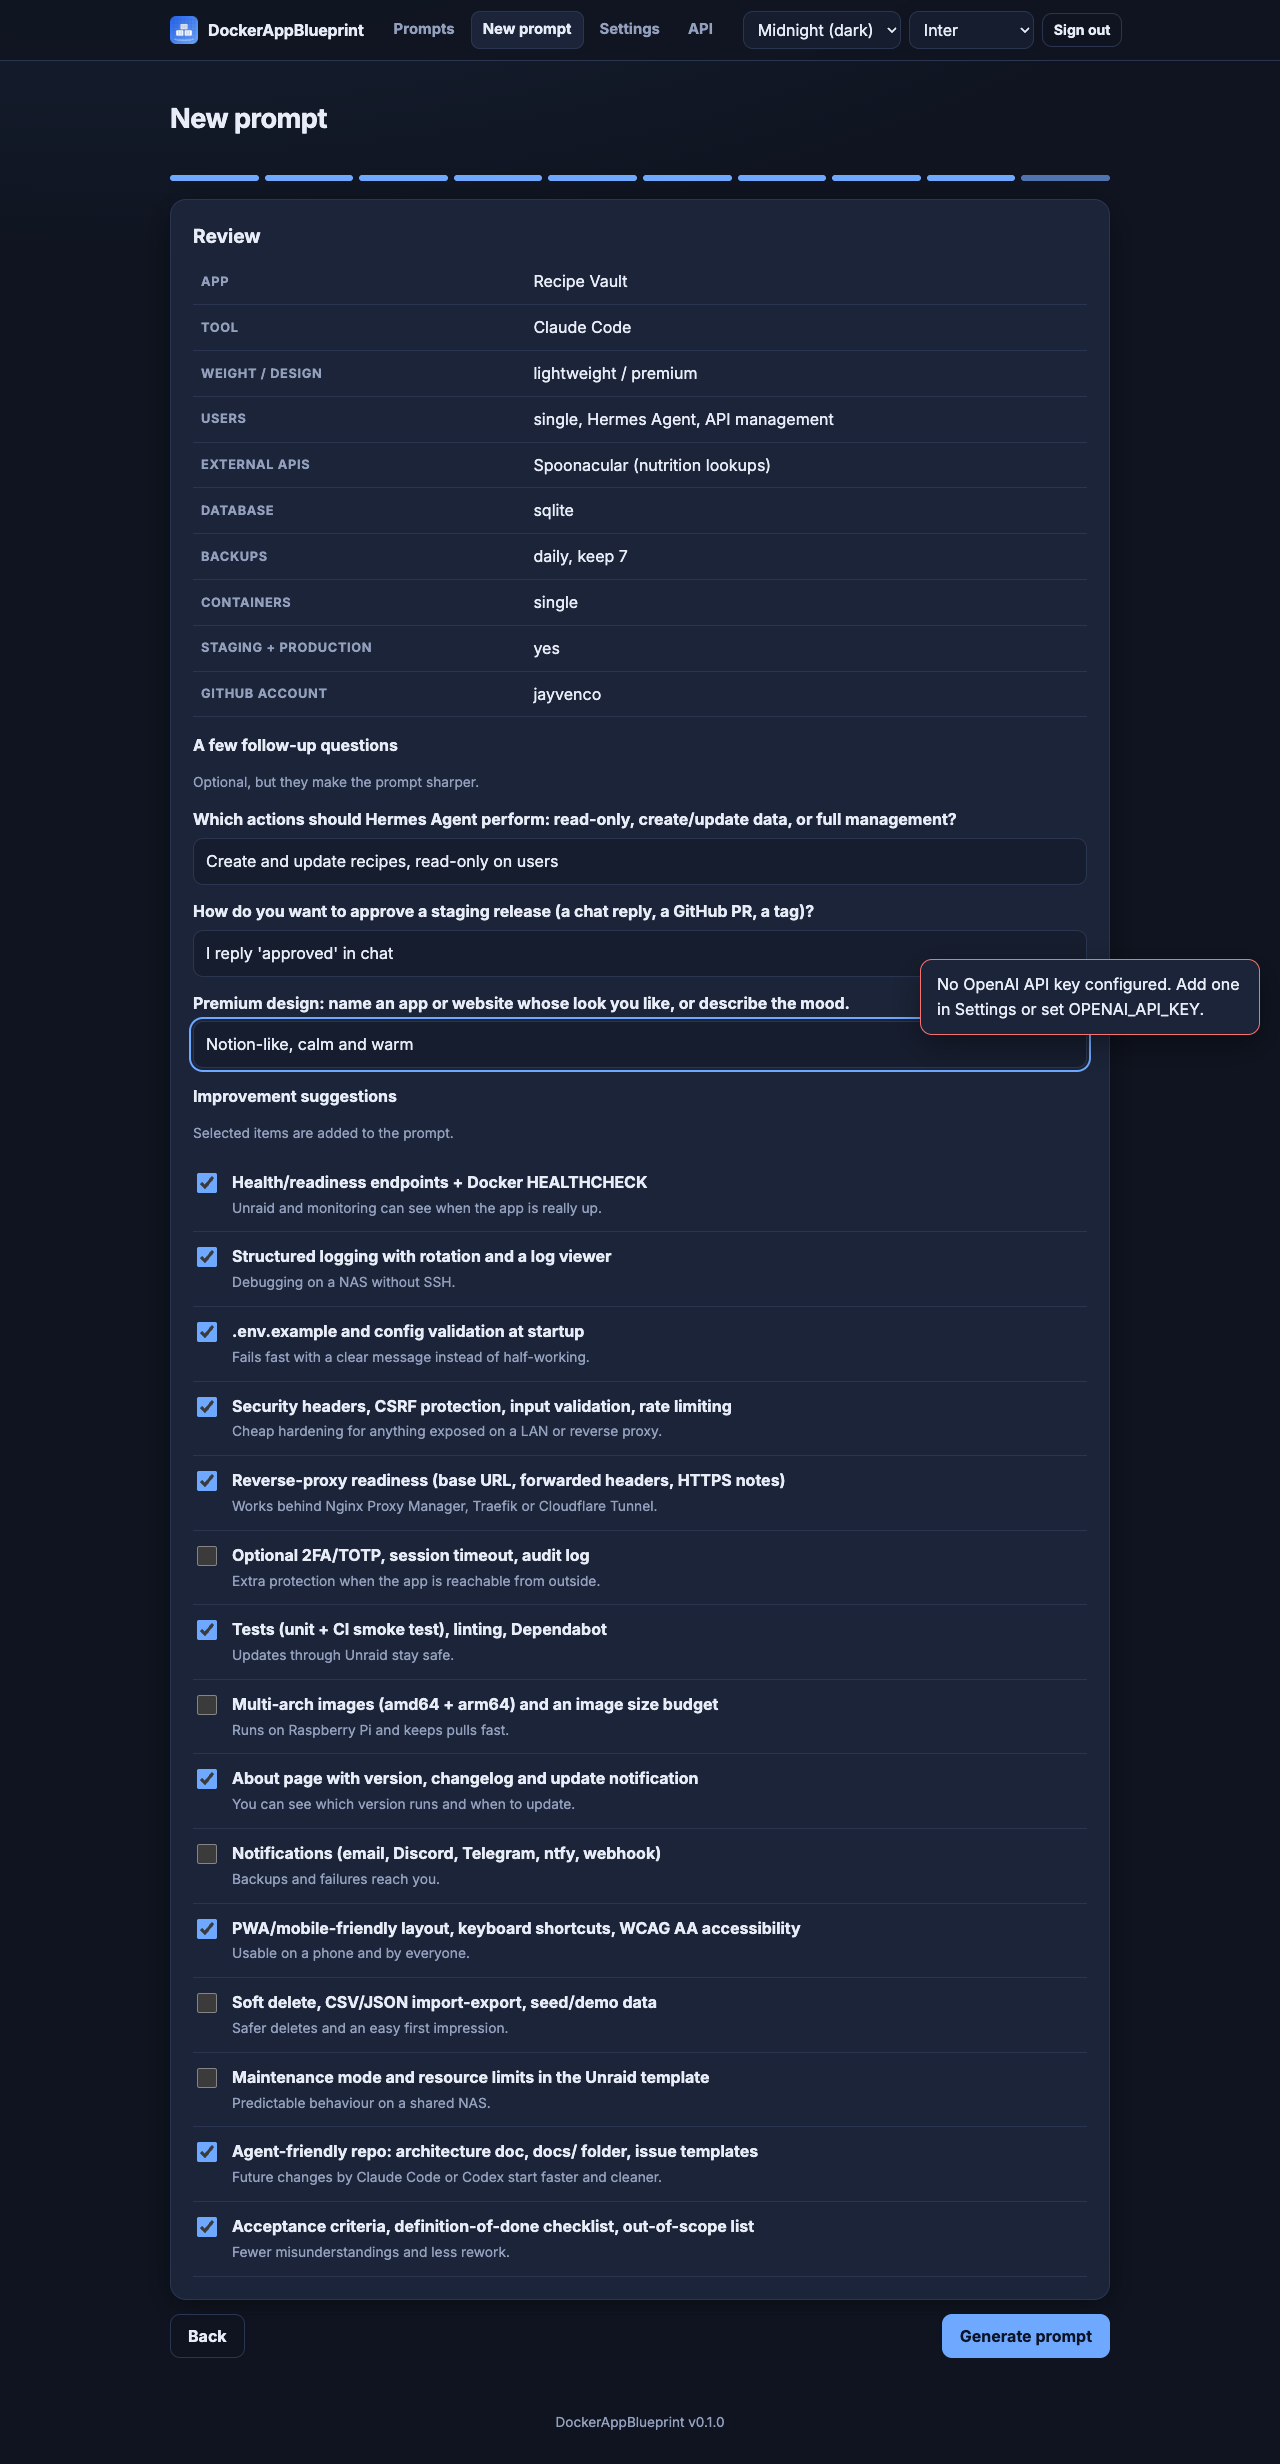 DockerAppBlueprint
Prompts
New prompt
Settings
API
Midnight (dark)
Inter
Sign out
New prompt
Review
APP
Recipe Vault
TOOL
Claude Code
WEIGHT / DESIGN
lightweight / premium
USERS
single, Hermes Agent, API management
EXTERNAL APIS
Spoonacular (nutrition lookups)
DATABASE
sqlite
BACKUPS
daily, keep 7
CONTAINERS
single
STAGING + PRODUCTION
yes
GITHUB ACCOUNT
jayvenco
A few follow-up questions
Optional, but they make the prompt sharper.
Which actions should Hermes Agent perform: read-only, create/update data, or full management?
Create and update recipes, read-only on users
How do you want to approve a staging release (a chat reply, a GitHub PR, a tag)?
I reply 'approved' in chat
No OpenAI API key configured. Add one
in Settings or set OPENAI_API_KEY.
Premium design: name an app or website whose look you like, or describe the mood.
Notion-like, calm and warm
Improvement suggestions
Selected items are added to the prompt.
Health/readiness endpoints + Docker HEALTHCHECK
Unraid and monitoring can see when the app is really up.
Structured logging with rotation and a log viewer
Debugging on a NAS without SSH.
.env.example and config validation at startup
Fails fast with a clear message instead of half-working.
Security headers, CSRF protection, input validation, rate limiting
Cheap hardening for anything exposed on a LAN or reverse proxy.
Reverse-proxy readiness (base URL, forwarded headers, HTTPS notes)
Works behind Nginx Proxy Manager, Traefik or Cloudflare Tunnel.
Optional 2FA/TOTP, session timeout, audit log
Extra protection when the app is reachable from outside.
Tests (unit + CI smoke test), linting, Dependabot
Updates through Unraid stay safe.
Multi-arch images (amd64 + arm64) and an image size budget
Runs on Raspberry Pi and keeps pulls fast.
About page with version, changelog and update notification
You can see which version runs and when to update.
Notifications (email, Discord, Telegram, ntfy, webhook)
Backups and failures reach you.
PWA/mobile-friendly layout, keyboard shortcuts, WCAG AA accessibility
Usable on a phone and by everyone.
Soft delete, CSV/JSON import-export, seed/demo data
Safer deletes and an easy first impression.
Maintenance mode and resource limits in the Unraid template
Predictable behaviour on a shared NAS.
Agent-friendly repo: architecture doc, docs/ folder, issue templates
Future changes by Claude Code or Codex start faster and cleaner.
Acceptance criteria, definition-of-done checklist, out-of-scope list
Fewer misunderstandings and less rework.
Back
Generate prompt
DockerAppBlueprint v0.1.0